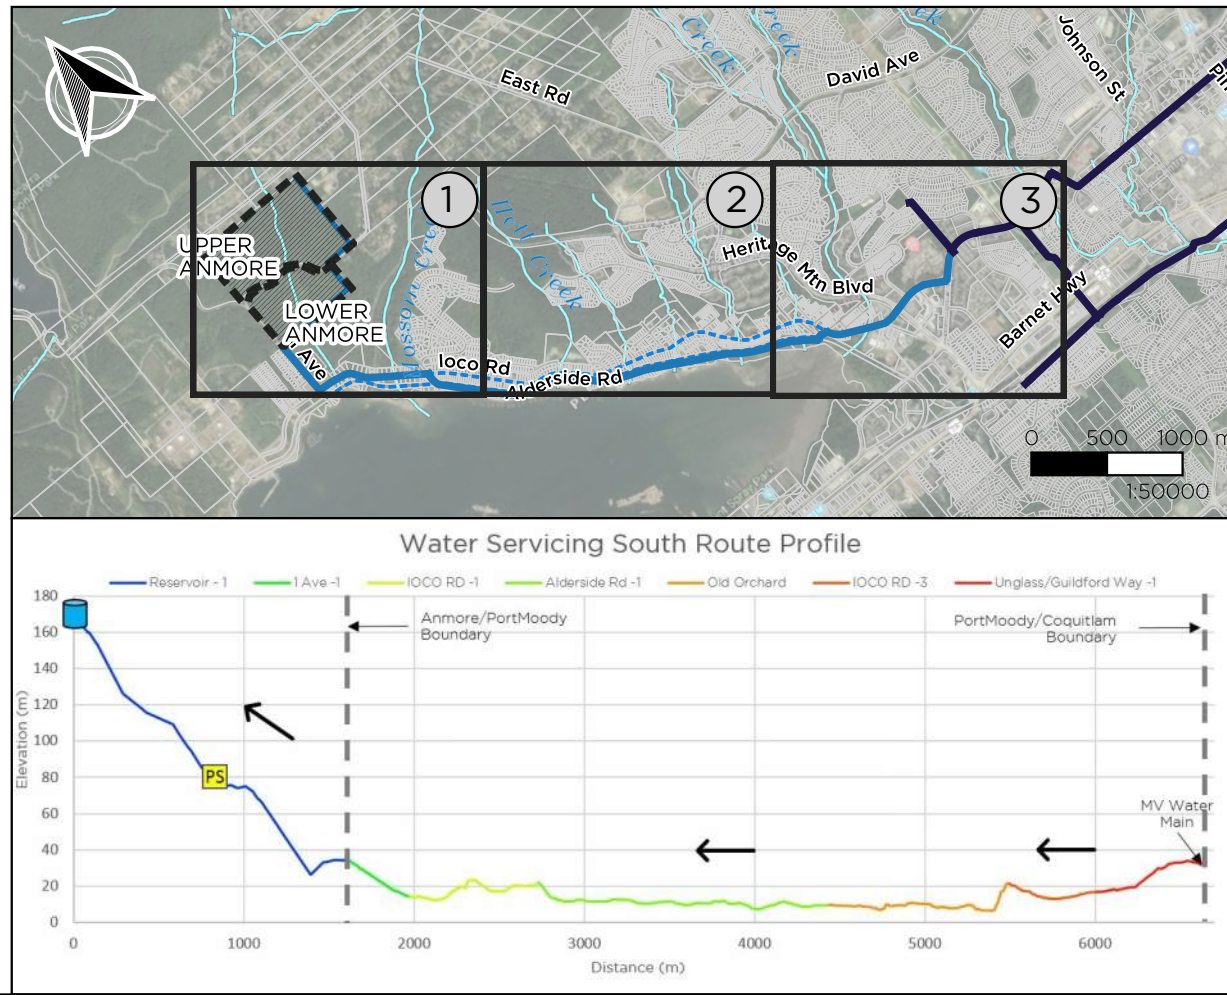 Creek
Creek
ek
Johnson St
David Ave
East Rd
1
2
3
UPPER
ANMORE
LOWER
ANMORE
Hett Creek
Heritage Mtn Blvd
Ave
Ioco Rd
Alderside Rd
Barnet Hwy
0 500 1000 m
1:50000
Water Servicing South Route Profile
Reservoir - 1
1 Ave -1
IOCO RD -1
Alderside Rd -1
Old Orchard
IOCO RD -3
Unglass/Guildford Way -1
180
160
140
120
100
80
60
40
20
0
Elevation (m)
Anmore/PortMoody
Boundary
PortMoody/Coquitlam
Boundary
PS
MV Water
Main
0 1000 2000 3000 4000 5000 6000
Distance (m)